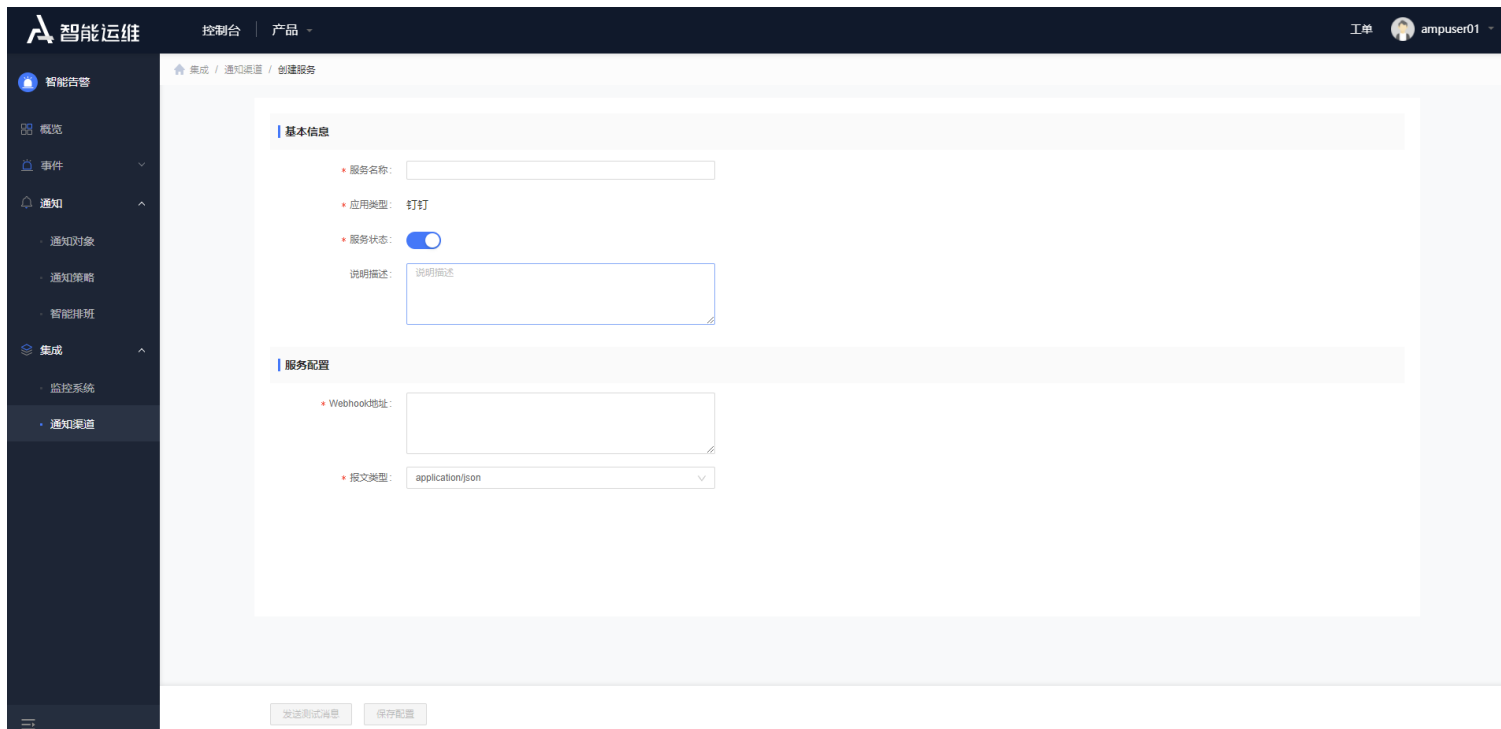 智能运维
控制台
产品
工单
ampuser01
智能告警
概览
事件
通知
通知对象
通知策略
智能排班
集成
监控系统
通知渠道
集成 / 通知渠道 / 创建服务
基本信息
* 服务名称:
* 应用类型: 钉钉
* 服务状态:
说明描述: 说明描述
服务配置
* Webhook地址:
* 报文类型: application/json
发送测试消息
保存配置